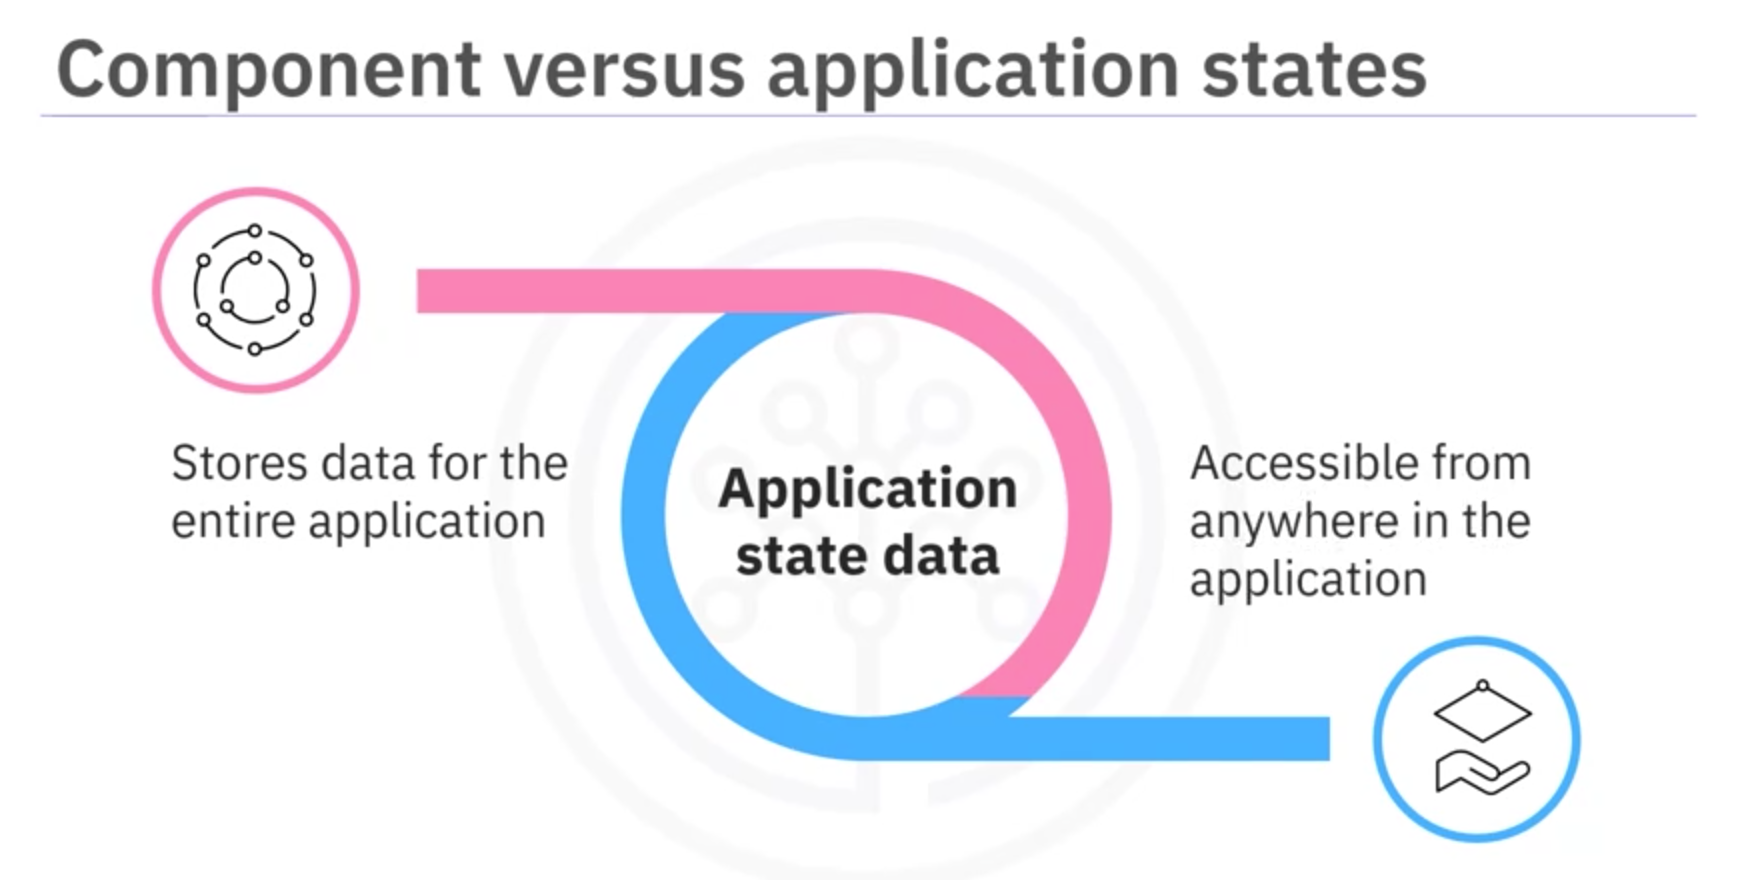 Component versus application states
Stores data for the
entire application
Application
state data
Accessible from
anywhere in the
application